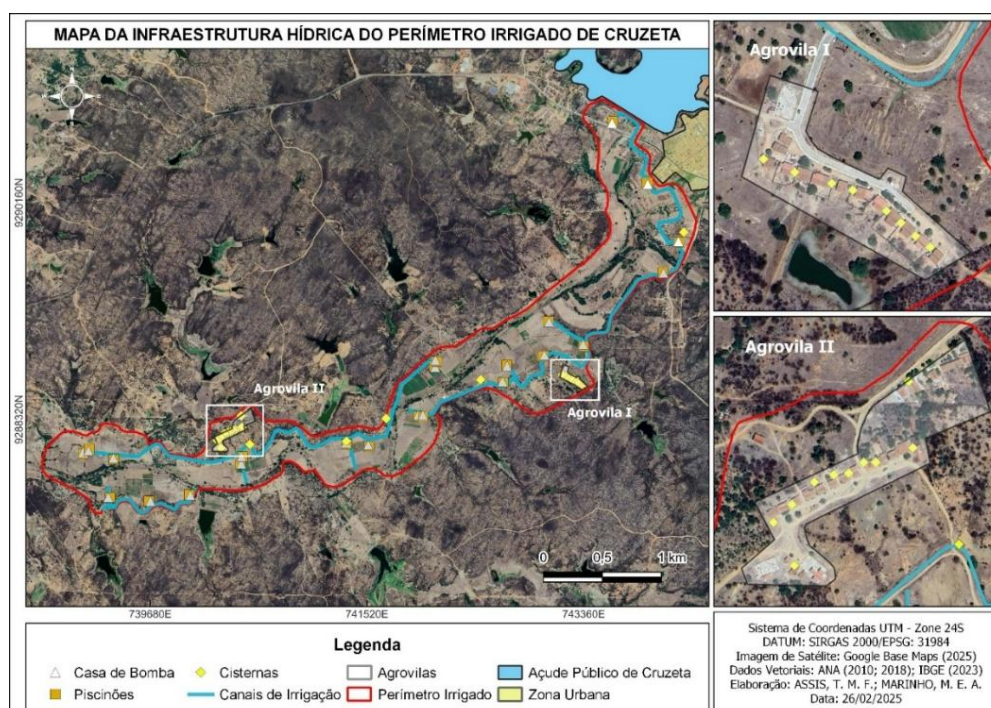 MAPA DA INFRAESTRUTURA HÍDRICA DO PERÍMETRO IRRIGADO DE CRUZETA
N
9290160N
9288320N
Agrovila II
Agrovila I
0 0,5 1 km
739680E 741520E 743360E
Agrovila I
Agrovila II
Legenda
Casa de Bomba
Cisternas
Agrovilas
Açude Público de Cruzeta
Piscinões
Canais de Irrigação
Perímetro Irrigado
Zona Urbana
Sistema de Coordenadas UTM - Zone 24S
DATUM: SIRGAS 2000/EPSG: 31984
Imagem de Satélite: Google Base Maps (2025)
Dados Vetoriais: ANA (2010; 2018); IBGE (2023)
Elaboração: ASSIS, T. M. F.; MARINHO, M. E. A.
Data: 26/02/2025